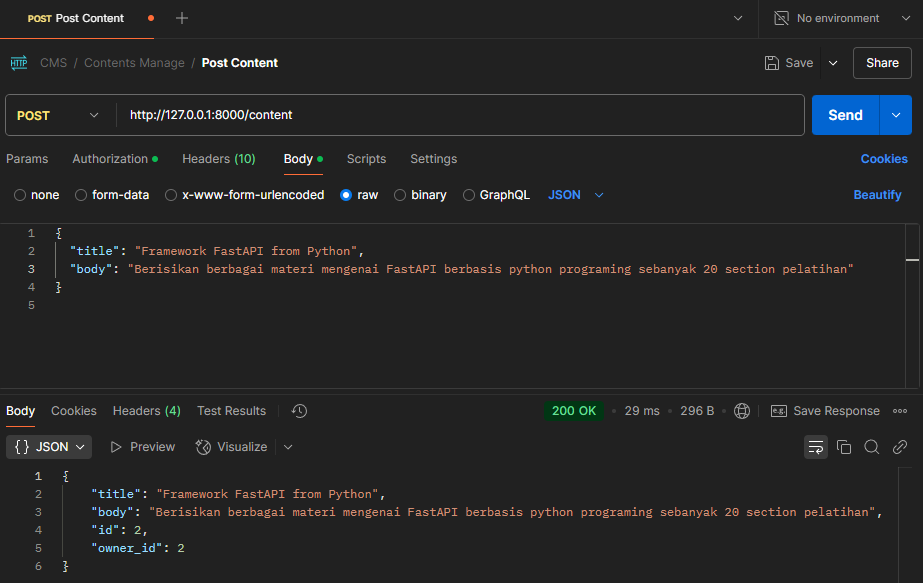 POST Post Content
No environment
HTTP CMS / Contents Manage / Post Content
Save
Share
POST http://127.0.0.1:8000/content
Send
Params Authorization Headers (10) Body Scripts Settings Cookies
none form-data x-www-form-urlencoded raw binary GraphQL JSON Beautify
1 {
2 "title": "Framework FastAPI from Python",
3 "body": "Berisikan berbagai materi mengenai FastAPI berbasis python programing sebanyak 20 section pelatihan"
4 }
5
Body Cookies Headers (4) Test Results 200 OK 29 ms 296 B e.g. Save Response
{} JSON Preview Visualize
1 {
2 "title": "Framework FastAPI from Python",
3 "body": "Berisikan berbagai materi mengenai FastAPI berbasis python programing sebanyak 20 section pelatihan",
4 "id": 2,
5 "owner_id": 2
6 }